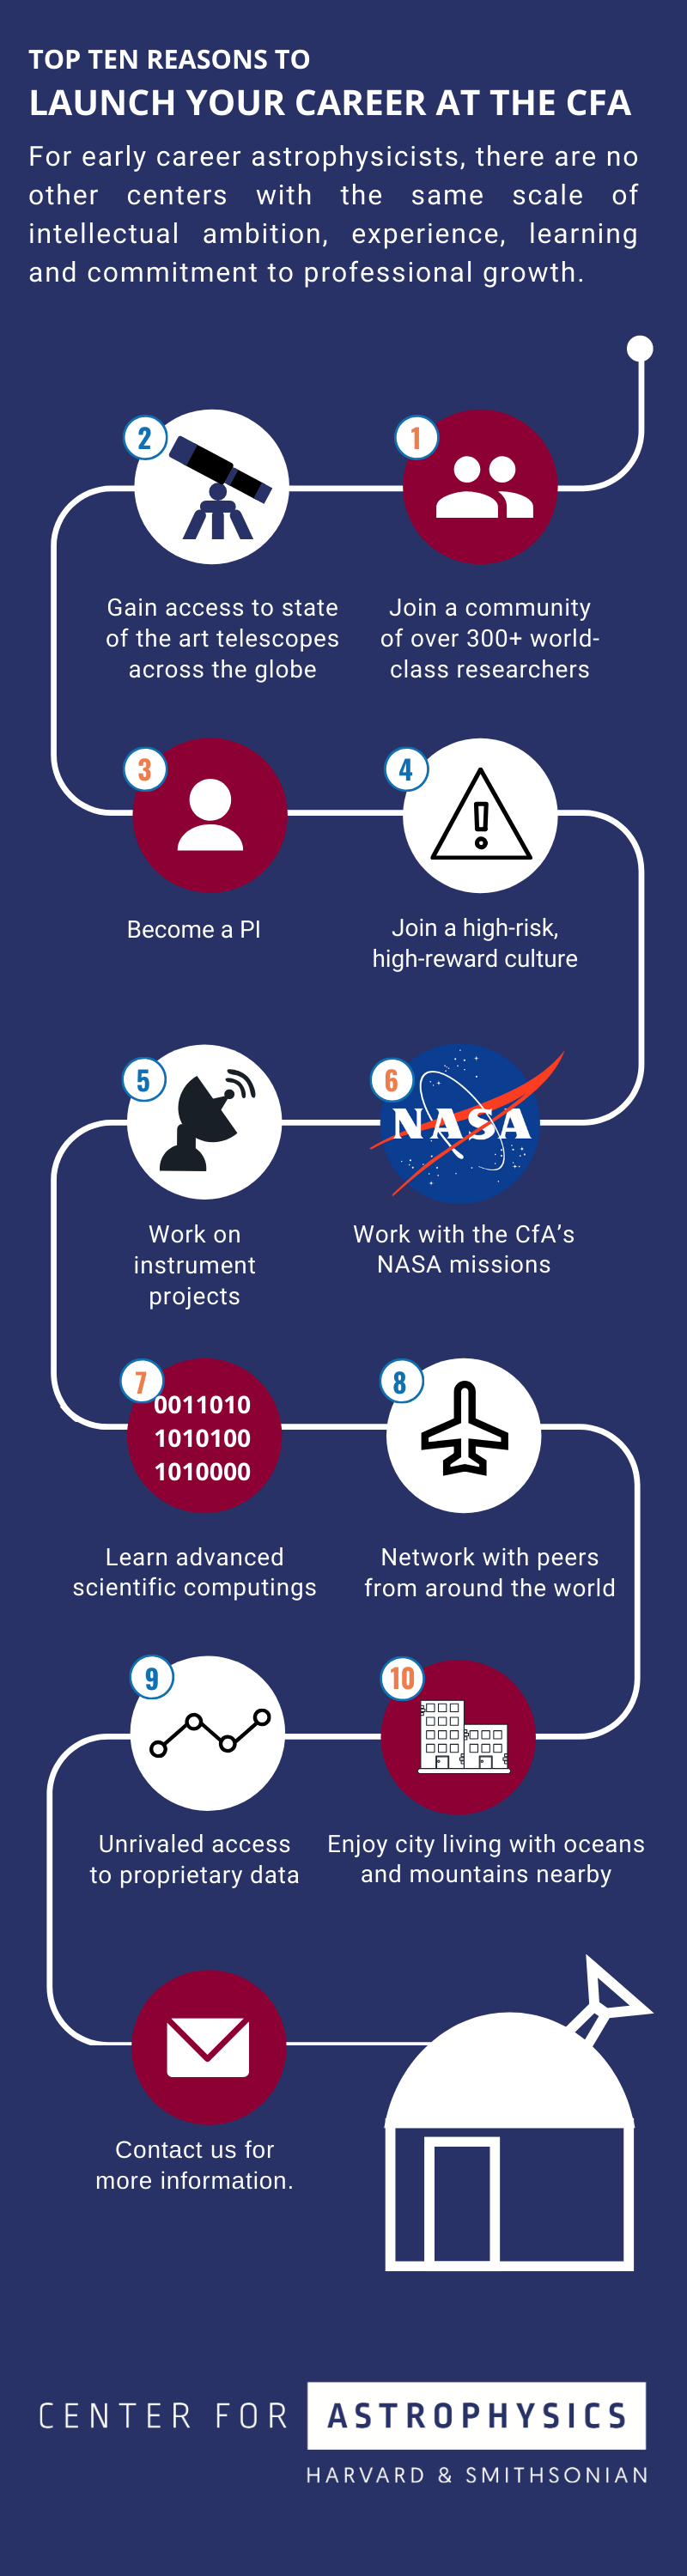 TOP TEN REASONS TO
LAUNCH YOUR CAREER AT THE CFA
For early career astrophysicists, there are no
other centers with the same scale of
intellectual ambition, experience, learning
and commitment to professional growth.
1
Join a community
of over 300+ world-
class researchers
2
Gain access to state
of the art telescopes
across the globe
3
Become a PI
4
Join a high-risk,
high-reward culture
5
Work on
instrument
projects
6
NASA
Work with the CfA's
NASA missions
7
0011010
1010100
1010000
Learn advanced
scientific computings
8
Network with peers
from around the world
9
Unrivaled access
to proprietary data
10
Enjoy city living with oceans
and mountains nearby
Contact us for
more information.
CENTER FOR ASTROPHYSICS
HARVARD & SMITHSONIAN